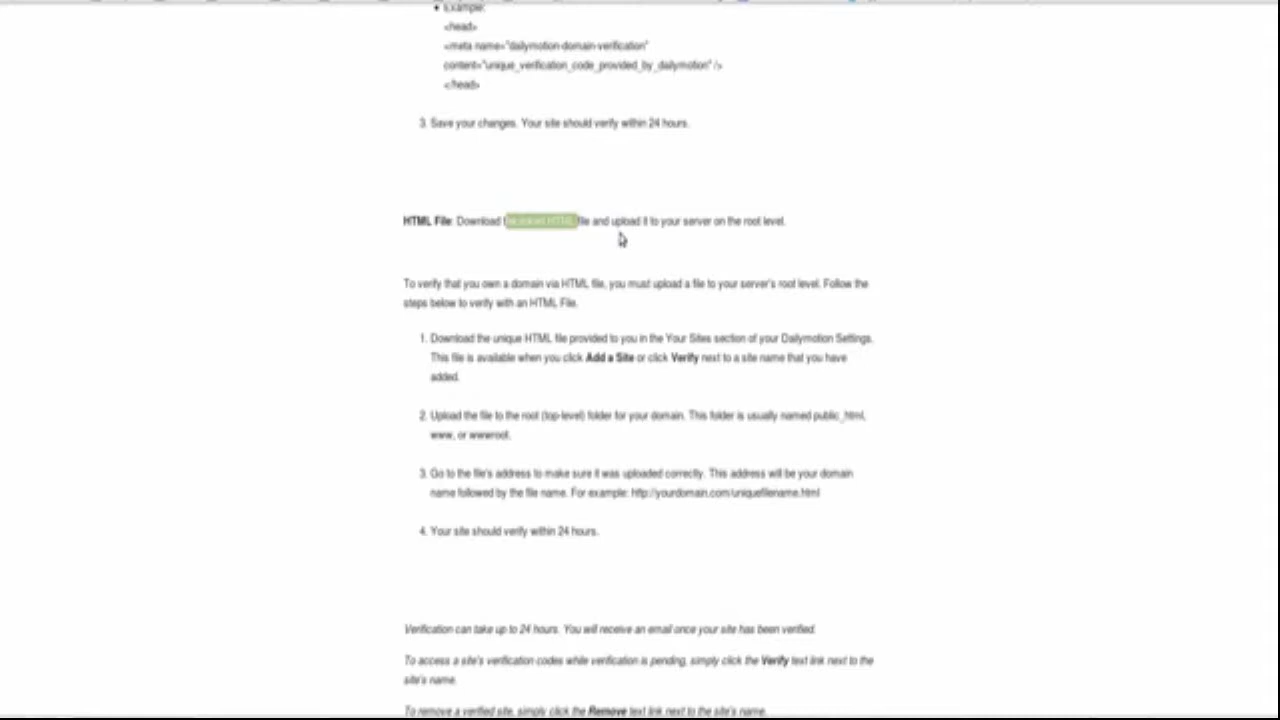 • Example:
<head>
<meta name="dailymotion-domain-verification"
content="unique_verification_code_provided_by_dailymotion" />
</head>
3. Save your changes. Your site should verify within 24 hours.
HTML File: Download HTML file and upload it to your server on the root level.
To verify that you own a domain via HTML file, you must upload a file to your server's root level. Follow the
steps below to verify with an HTML File.
1. Download the unique HTML file provided to you in the Your Sites section of your Dailymotion Settings.
This file is available when you click Add a Site or click Verify next to a site name that you have
added.
2. Upload the file to the root (top-level) folder for your domain. This folder is usually named public_html,
www, or wwwroot.
3. Go to the file's address to make sure it was uploaded correctly. This address will be your domain
name followed by the file name. For example: http://yourdomain.com/uniquefilename.html
4. Your site should verify within 24 hours.
Verification can take up to 24 hours. You will receive an email once your site has been verified.
To access a site's verification codes while verification is pending, simply click the Verify text link next to the
site's name.
To remove a verified site, simply click the Remove text link next to the site's name.